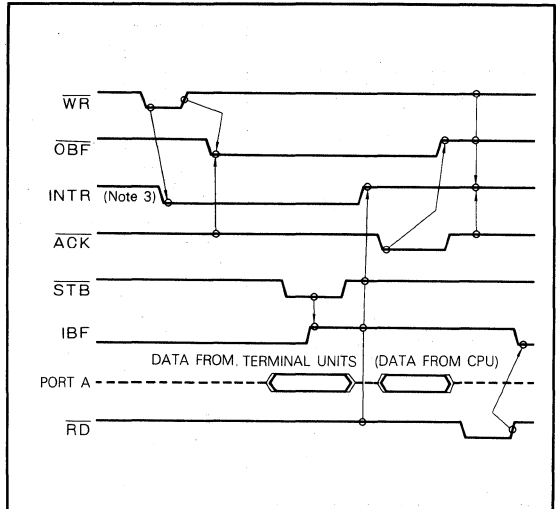 WR
OBF
INTR (Note 3)
ACK
STB
IBF
DATA FROM. TERMINAL UNITS (DATA FROM CPU)
PORT A
RD